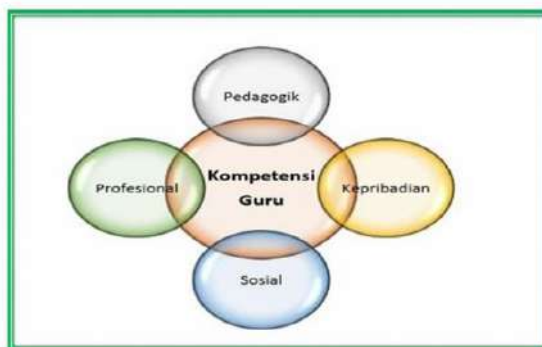 Pedagogik
Profesional
Kompetensi
Guru
Kepribadian
Sosial